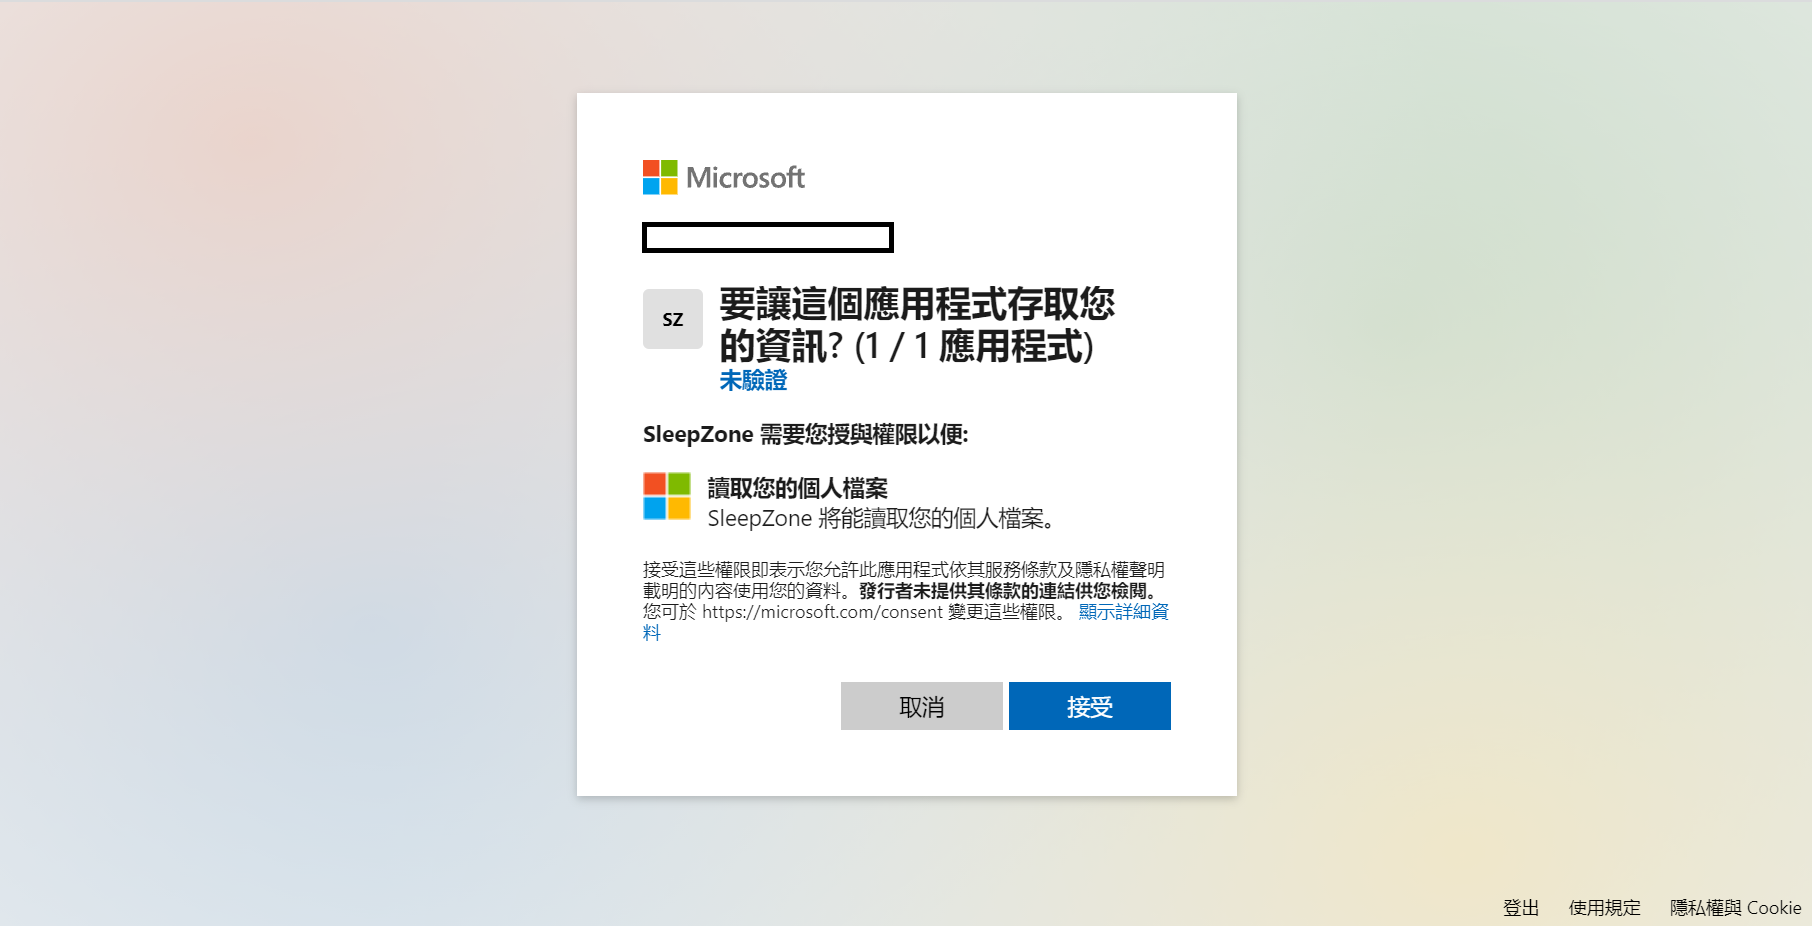 Microsoft
SZ
要讓這個應用程式存取您
的資訊? (1 / 1 應用程式)
未驗證
SleepZone 需要您授與權限以便:
讀取您的個人檔案
SleepZone 將能讀取您的個人檔案。
接受這些權限即表示您允許此應用程式依其服務條款及隱私權聲明
載明的內容使用您的資料。發行者未提供其條款的連結供您檢閱。
您可於 https://microsoft.com/consent 變更這些權限。 顯示詳細資
料
取消
接受
登出
使用規定
隱私權與 Cookie